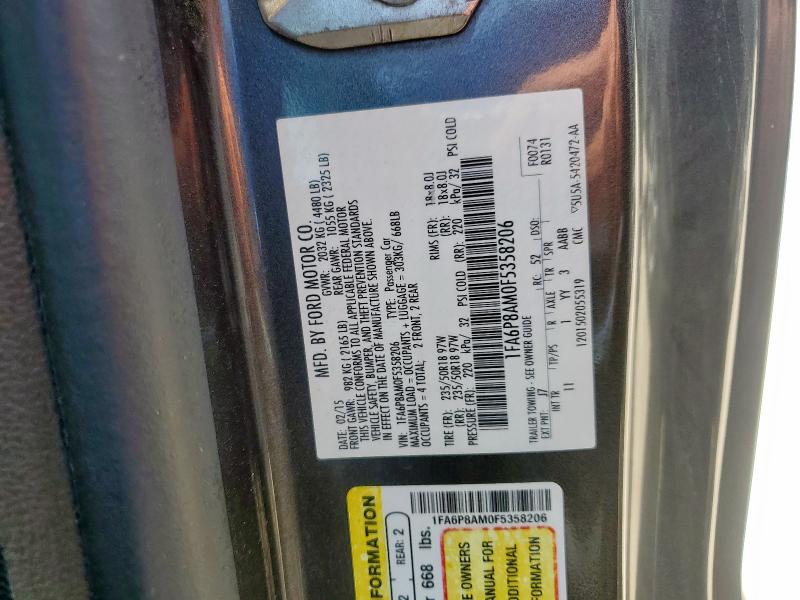 MFD. BY FORD MOTOR CO.
DATE: 02/15 GVWR: 2032 KG ( 4480 LB)
FRONT GAWR: 982 KG ( 2165 LB) REAR GAWR: 1055 KG ( 2325 LB)
THIS VEHICLE CONFORMS TO ALL APPLICABLE FEDERAL MOTOR
VEHICLE SAFETY, BUMPER, AND THEFT PREVENTION STANDARDS
IN EFFECT ON THE DATE OF MANUFACTURE SHOWN ABOVE.
VIN: 1FA6P8AM0F5358206 TYPE: Passenger Car
MAXIMUM LOAD = OCCUPANTS + LUGGAGE = 303KG/ 668LB
OCCUPANTS = 4 TOTAL: 2 FRONT, 2 REAR
TIRE (FR): 235/50R18 97W RIMS (FR): 18x8.0J
(RR): 235/50R18 97W (RR): 18x8.0J
PRESSURE (FR): 220 kPa/ 32 PSI COLD (RR): 220 kPa/ 32 PSI COLD
1FA6P8AM0F5358206
TRAILER TOWING - SEE OWNER GUIDE F0074
R0131
EXT PNT: J7 RC: 52 DSO:
INT TR TP/PS R AXLE TR SPR
11 1 YY 3 AABB
1201502055319 CMC ▽5U5A-5420472-AA
FORMATION
REAR: 2
668 lbs.
1FA6P8AM0F5358206
E OWNERS
ANUAL FOR
DDITIONAL
FORMATION